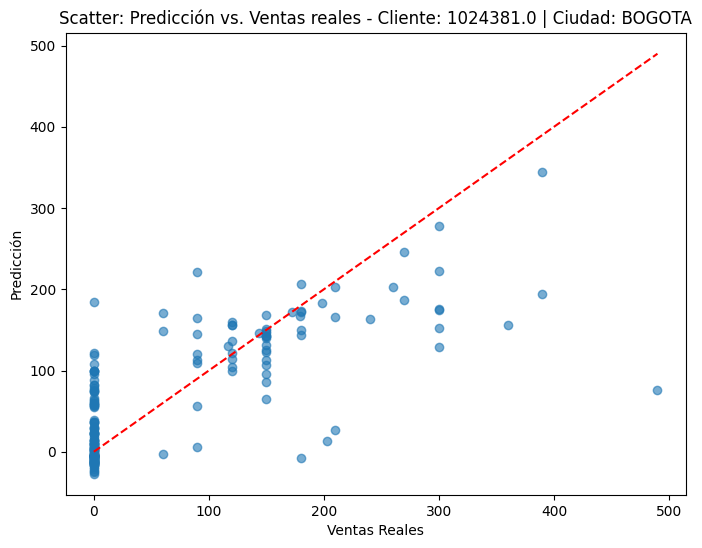 Scatter: Predicción vs. Ventas reales - Cliente: 1024381.0 | Ciudad: BOGOTA
500
400
300
200
100
0
Predicción
0 100 200 300 400 500
Ventas Reales